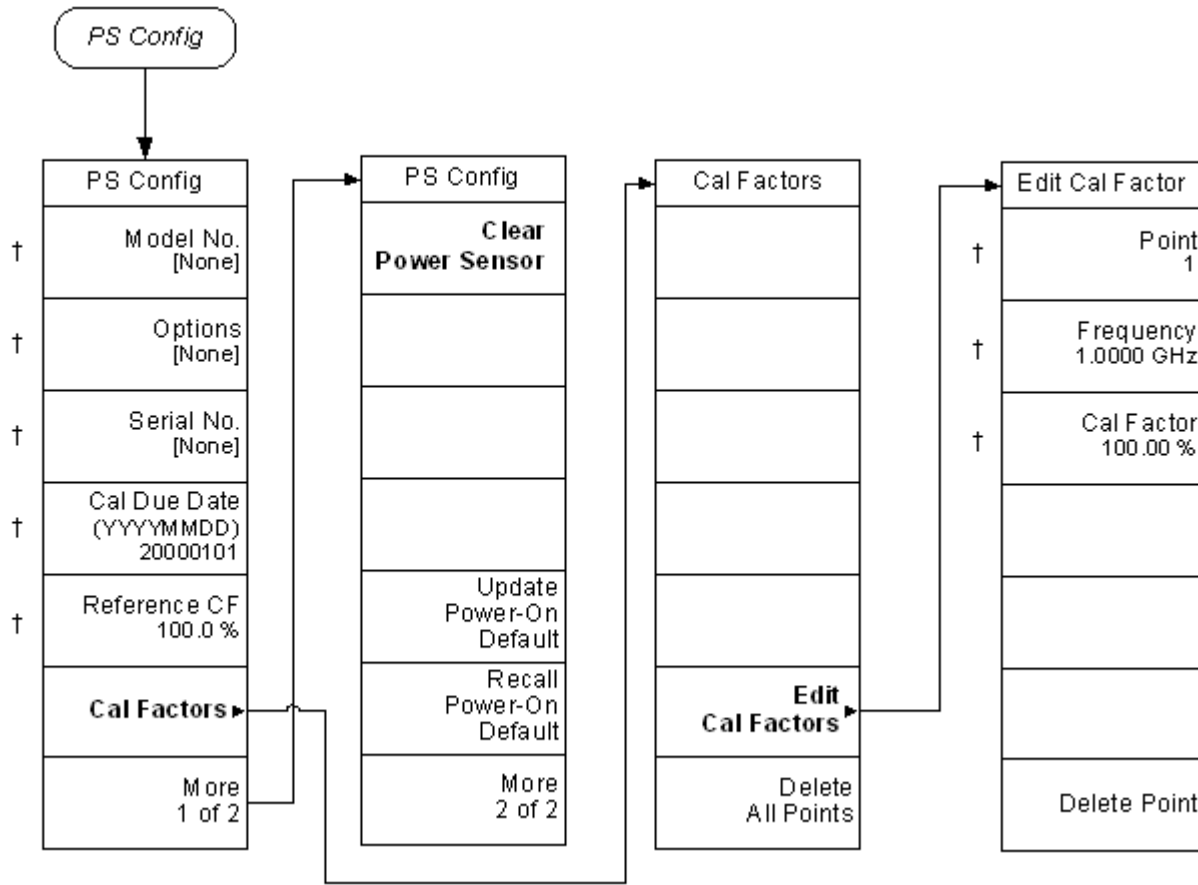 PS Config
PS Config
† Model No.
[None]
† Options
[None]
† Serial No.
[None]
Cal Due Date
† (YYYYMMDD)
20000101
† Reference CF
100.0 %
Cal Factors
More
1 of 2
PS Config
Clear
Power Sensor
Update
Power-On
Default
Recall
Power-On
Default
More
2 of 2
Cal Factors
Edit
Cal Factors
Delete
All Points
Edit Cal Factor
† Point
1
† Frequency
1.0000 GHz
† Cal Factor
100.00 %
Delete Point